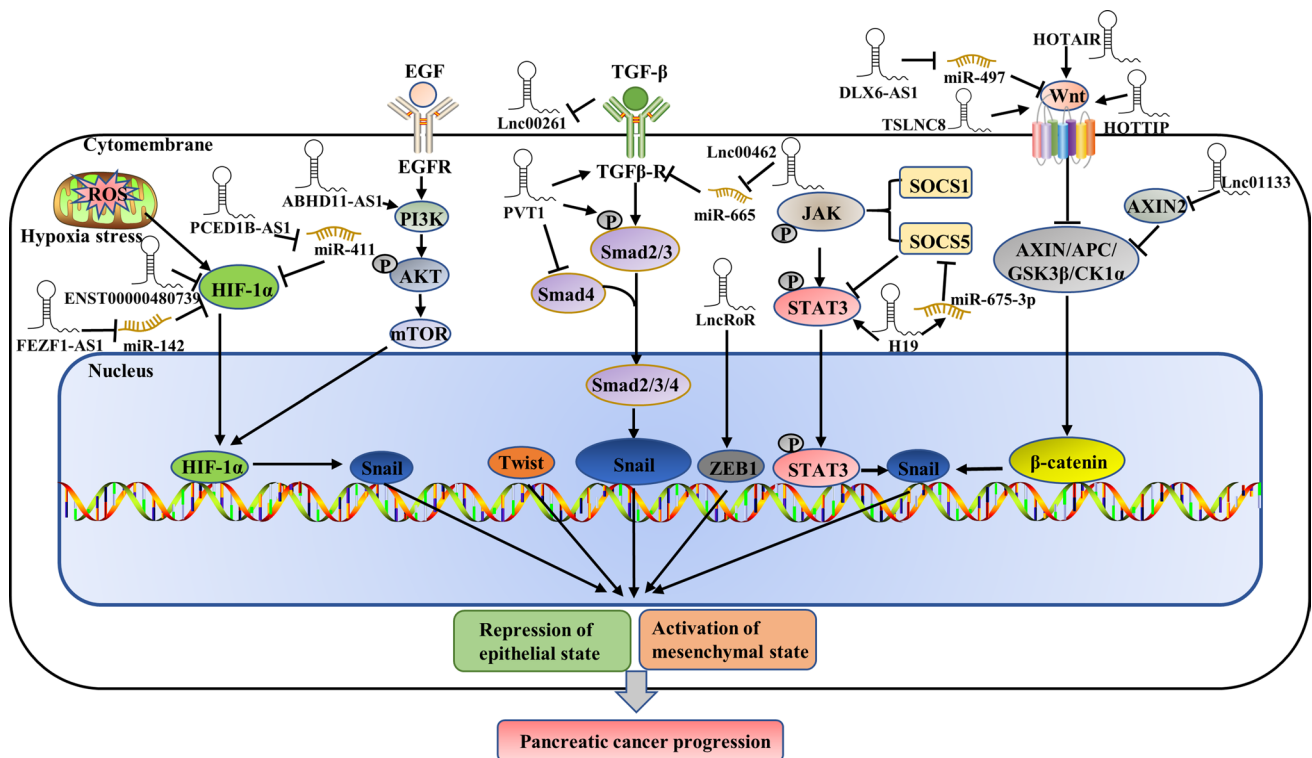 EGF
TGF-β
HOTAIR
DLX6-AS1
miR-497
Wnt
Lnc00261
TSLNC8
HOTTIP
Cytomembrane
EGFR
TGFβ-R
Lnc00462
ROS
Hypoxia stress
PCED1B-AS1
miR-411
ABHD11-AS1
PI3K
PVT1
P
Smad2/3
miR-665
JAK
P
SOCS1
SOCS5
AXIN2
Lnc01133
AXIN/APC/
GSK3β/CK1α
ENST00000480739
HIF-1α
P
AKT
Smad4
LncRoR
P
STAT3
miR-675-3p
H19
FEZF1-AS1
miR-142
mTOR
Nucleus
Smad2/3/4
HIF-1α
Snail
Twist
Snail
ZEB1
P
STAT3
Snail
β-catenin
Repression of
epithelial state
Activation of
mesenchymal state
Pancreatic cancer progression